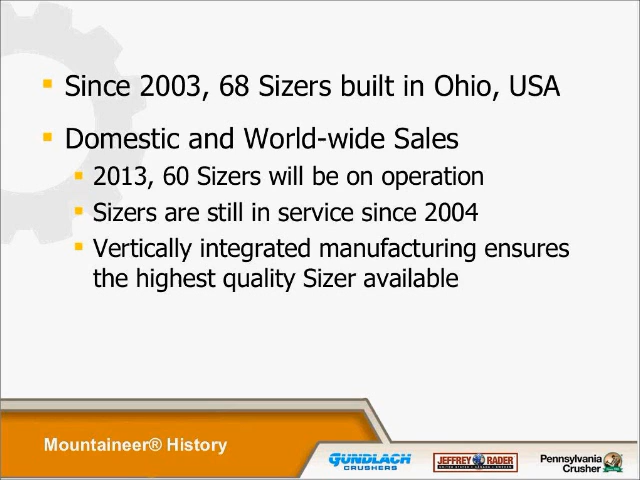 Since 2003, 68 Sizers built in Ohio, USA
Domestic and World-wide Sales
2013, 60 Sizers will be on operation
Sizers are still in service since 2004
Vertically integrated manufacturing ensures
the highest quality Sizer available
Mountaineer® History
GUNDLACH
CRUSHERS
JEFFREY RADER
Pennsylvania
Crusher